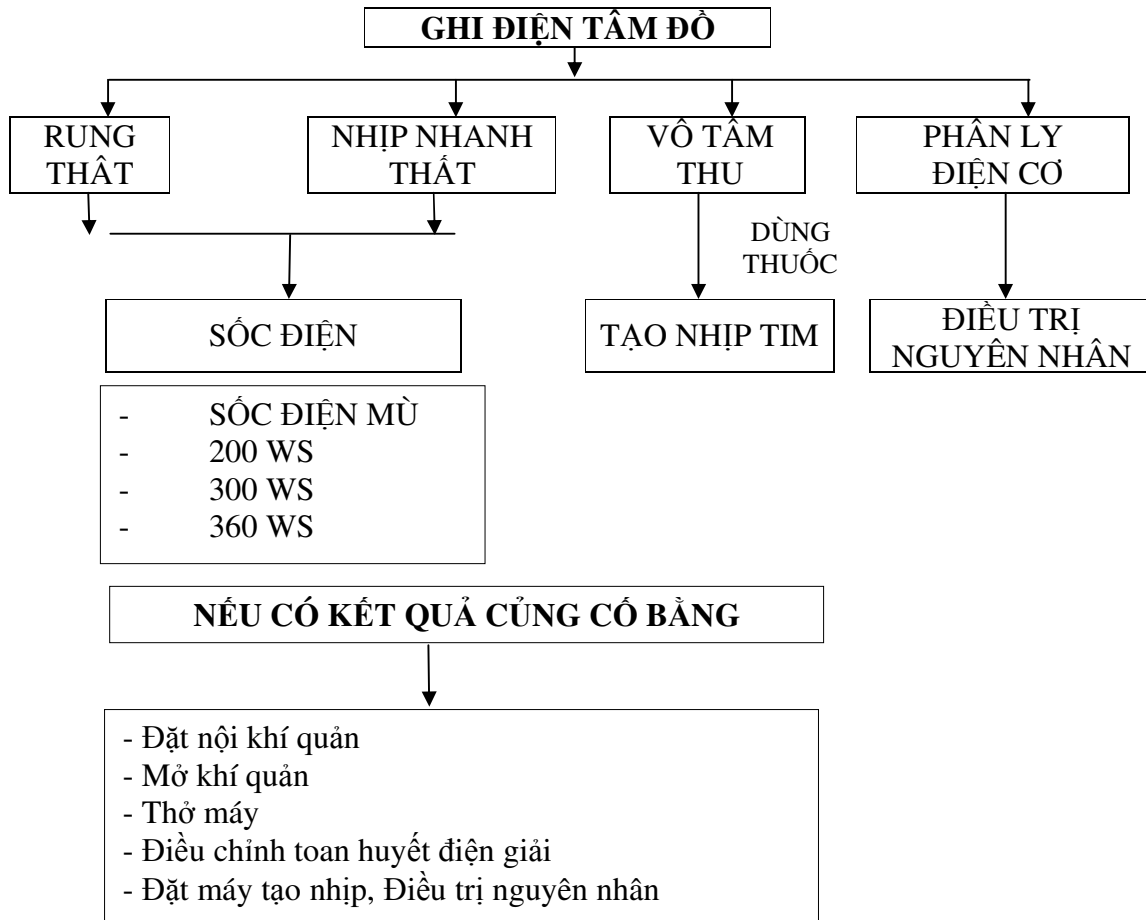 GHI ĐIỆN TÂM ĐỒ
RUNG
THÂT
NHỊP NHANH
THẤT
VÔ TÂM
THU
PHÂN LY
ĐIỆN CƠ
DÙNG
THUỐC
SỐC ĐIỆN
TẠO NHỊP TIM
ĐIỀU TRỊ
NGUYÊN NHÂN
- SỐC ĐIỆN MÙ
- 200 WS
- 300 WS
- 360 WS
NẾU CÓ KẾT QUẢ CỦNG CỐ BẰNG
- Đặt nội khí quản
- Mở khí quản
- Thở máy
- Điều chỉnh toan huyết điện giải
- Đặt máy tạo nhịp, Điều trị nguyên nhân